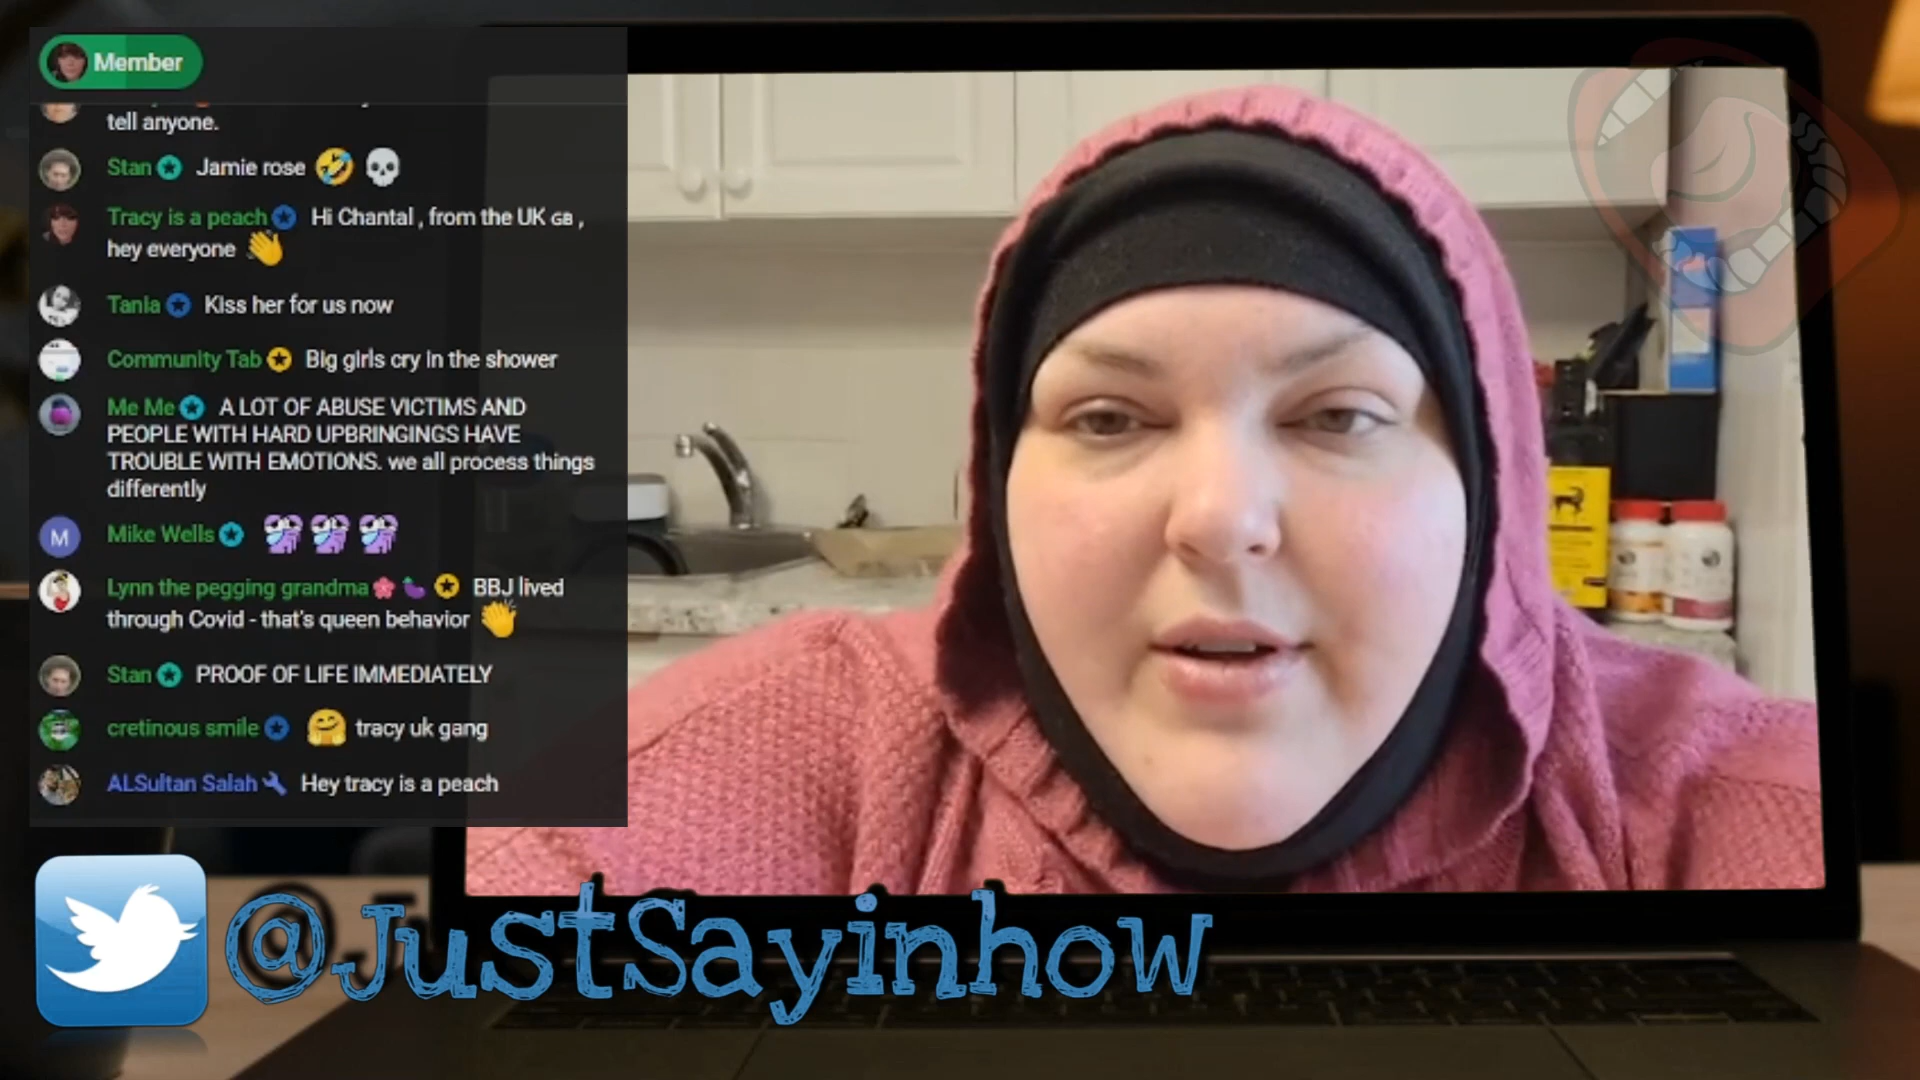 Member
tell anyone.
Stan Jamie rose 🤣 💀
Tracy is a peach Hi Chantal , from the UK GB ,
hey everyone 👋
Tania Kiss her for us now
Community Tab Big girls cry in the shower
Me Me A LOT OF ABUSE VICTIMS AND
PEOPLE WITH HARD UPBRINGINGS HAVE
TROUBLE WITH EMOTIONS. we all process things
differently
M Mike Wells
Lynn the pegging grandma🌸🍆 BBJ lived
through Covid - that's queen behavior 👏
Stan PROOF OF LIFE IMMEDIATELY
cretinous smile 🤗 tracy uk gang
ALSultan Salah Hey tracy is a peach
@JustSayinhow